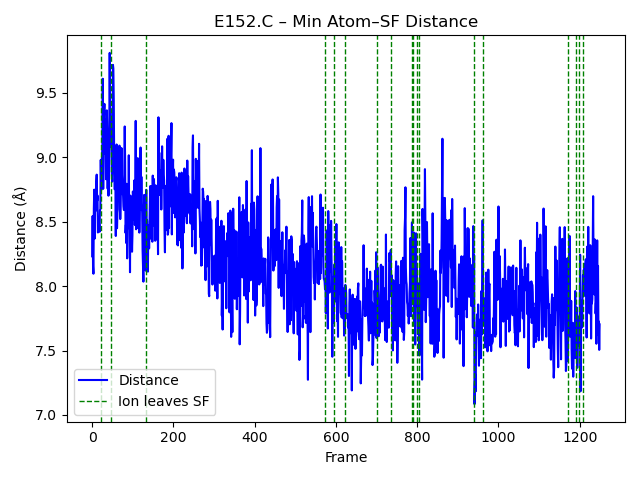 E152.C – Min Atom–SF Distance
Distance (Å)
9.5
9.0
8.5
8.0
7.5
7.0
Distance
Ion leaves SF
0 200 400 600 800 1000 1200
Frame